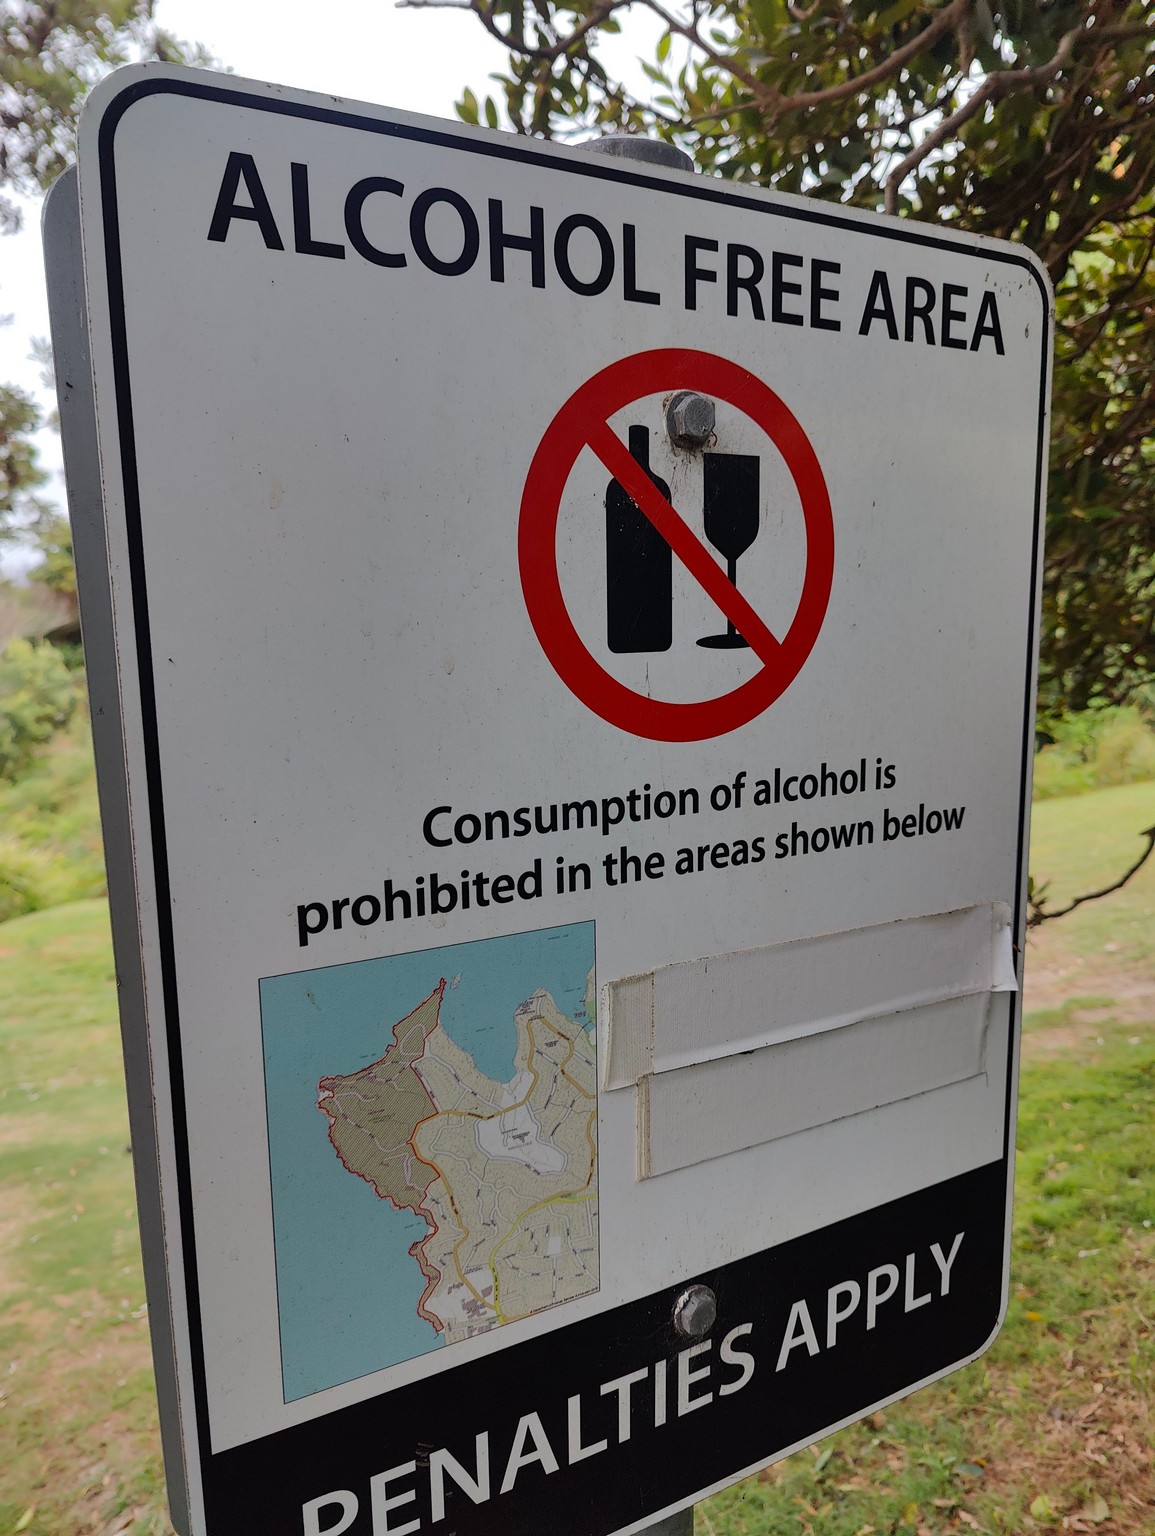 ALCOHOL FREE AREA
Consumption of alcohol is
prohibited in the areas shown below
PENALTIES APPLY